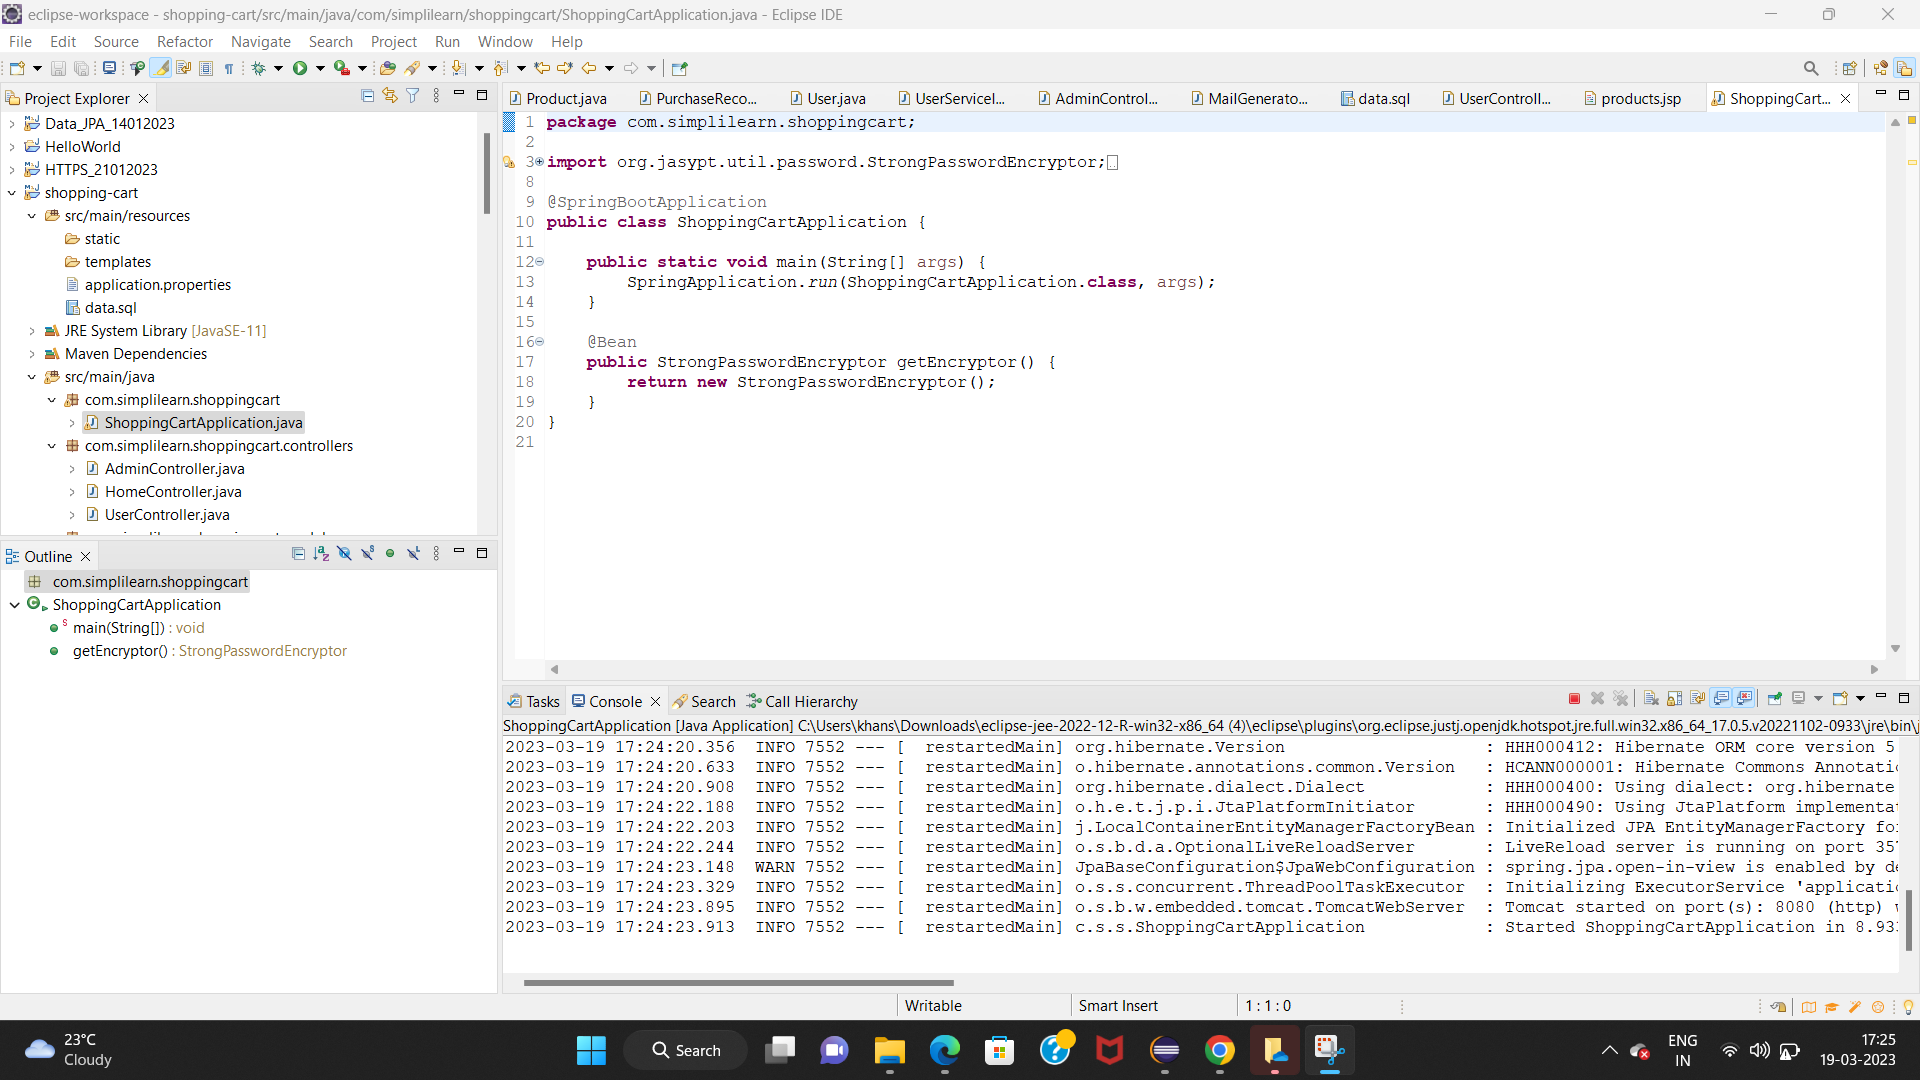 eclipse-workspace - shopping-cart/src/main/java/com/simplilearn/shoppingcart/ShoppingCartApplication.java - Eclipse IDE
File Edit Source Refactor Navigate Search Project Run Window Help
Project Explorer
Data_JPA_14012023
HelloWorld
HTTPS_21012023
shopping-cart
src/main/resources
static
templates
application.properties
data.sql
JRE System Library [JavaSE-11]
Maven Dependencies
src/main/java
com.simplilearn.shoppingcart
ShoppingCartApplication.java
com.simplilearn.shoppingcart.controllers
AdminController.java
HomeController.java
UserController.java
Outline
com.simplilearn.shoppingcart
ShoppingCartApplication
main(String[]) : void
getEncryptor() : StrongPasswordEncryptor
Product.java PurchaseReco... User.java UserServiceI... AdminControl... MailGenerato... data.sql UserControll... products.jsp ShoppingCart...
1 package com.simplilearn.shoppingcart;
2
3 import org.jasypt.util.password.StrongPasswordEncryptor;
8
9 @SpringBootApplication
10 public class ShoppingCartApplication {
11
12 public static void main(String[] args) {
13 SpringApplication.run(ShoppingCartApplication.class, args);
14 }
15
16 @Bean
17 public StrongPasswordEncryptor getEncryptor() {
18 return new StrongPasswordEncryptor();
19 }
20 }
21
Tasks Console Search Call Hierarchy
ShoppingCartApplication [Java Application] C:\Users\khans\Downloads\eclipse-jee-2022-12-R-win32-x86_64 (4)\eclipse\plugins\org.eclipse.justj.openjdk.hotspot.jre.full.win32.x86_64_17.0.5.v20221102-0933\jre\bin\j
2023-03-19 17:24:20.356 INFO 7552 --- [ restartedMain] org.hibernate.Version : HHH000412: Hibernate ORM core version 5
2023-03-19 17:24:20.633 INFO 7552 --- [ restartedMain] o.hibernate.annotations.common.Version : HCANN000001: Hibernate Commons Annotatio
2023-03-19 17:24:20.908 INFO 7552 --- [ restartedMain] org.hibernate.dialect.Dialect : HHH000400: Using dialect: org.hibernate
2023-03-19 17:24:22.188 INFO 7552 --- [ restartedMain] o.h.e.t.j.p.i.JtaPlatformInitiator : HHH000490: Using JtaPlatform implementat
2023-03-19 17:24:22.203 INFO 7552 --- [ restartedMain] j.LocalContainerEntityManagerFactoryBean : Initialized JPA EntityManagerFactory for
2023-03-19 17:24:22.244 INFO 7552 --- [ restartedMain] o.s.b.d.a.OptionalLiveReloadServer : LiveReload server is running on port 357
2023-03-19 17:24:23.148 WARN 7552 --- [ restartedMain] JpaBaseConfiguration$JpaWebConfiguration : spring.jpa.open-in-view is enabled by de
2023-03-19 17:24:23.329 INFO 7552 --- [ restartedMain] o.s.s.concurrent.ThreadPoolTaskExecutor : Initializing ExecutorService 'applicatio
2023-03-19 17:24:23.895 INFO 7552 --- [ restartedMain] o.s.b.w.embedded.tomcat.TomcatWebServer : Tomcat started on port(s): 8080 (http) w
2023-03-19 17:24:23.913 INFO 7552 --- [ restartedMain] c.s.s.ShoppingCartApplication : Started ShoppingCartApplication in 8.933
Writable Smart Insert 1 : 1 : 0
23°C
Cloudy
Search
ENG
IN
17:25
19-03-2023